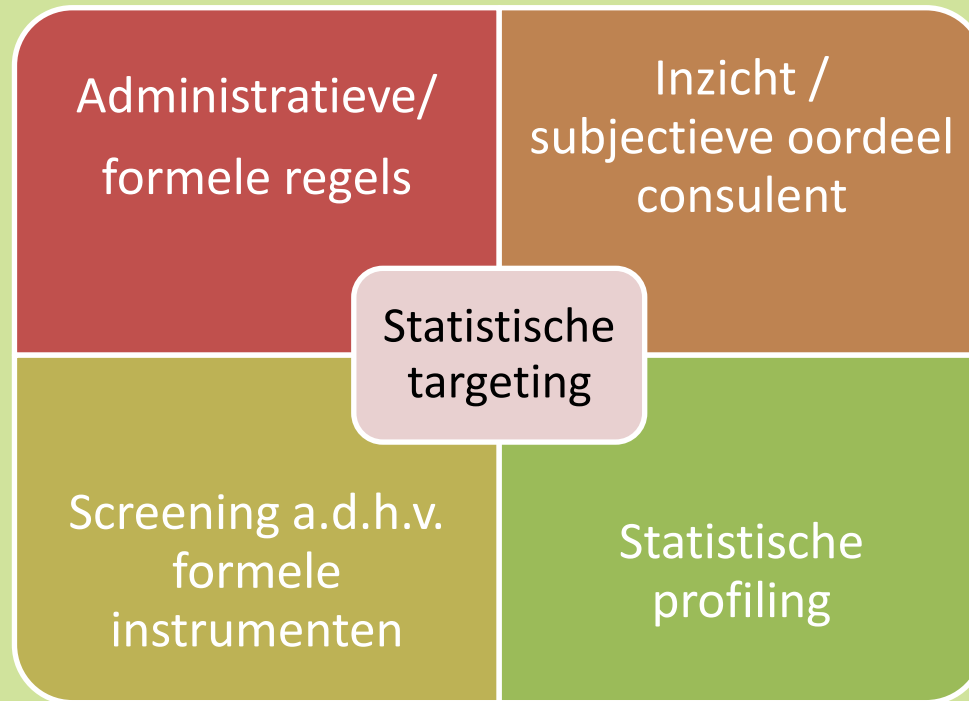 Administratieve/
formele regels
Inzicht /
subjectieve oordeel
consulent
Statistische
targeting
Screening a.d.h.v.
formele
instrumenten
Statistische
profiling